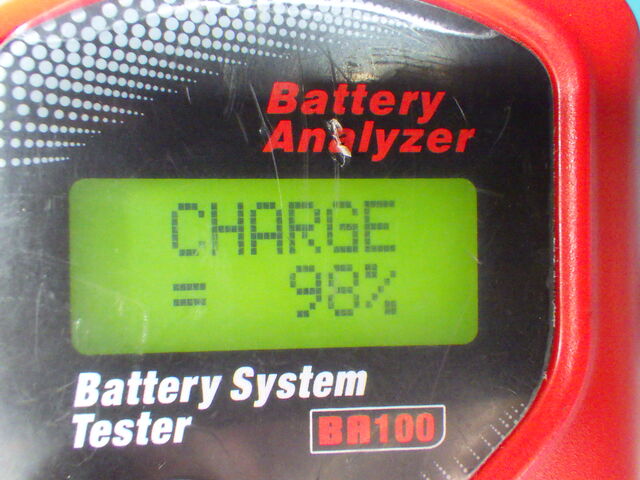 Battery
Analyzer
CHARGE
= 98%
Battery System
Tester
BA100